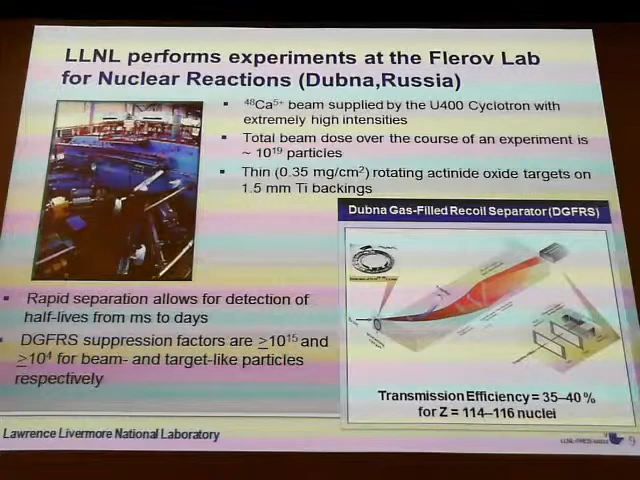 LLNL performs experiments at the Flerov Lab
for Nuclear Reactions (Dubna,Russia)
▪ ⁴⁸Ca⁵⁺ beam supplied by the U400 Cyclotron with
extremely high intensities
▪ Total beam dose over the course of an experiment is
~ 10¹⁹ particles
▪ Thin (0.35 mg/cm²) rotating actinide oxide targets on
1.5 mm Ti backings
▪ Rapid separation allows for detection of
half-lives from ms to days
▪ DGFRS suppression factors are ≥10¹⁵ and
≥10⁴ for beam- and target-like particles
respectively
Dubna Gas-Filled Recoil Separator (DGFRS)
Transmission Efficiency = 35–40 %
for Z = 114–116 nuclei
Lawrence Livermore National Laboratory
9